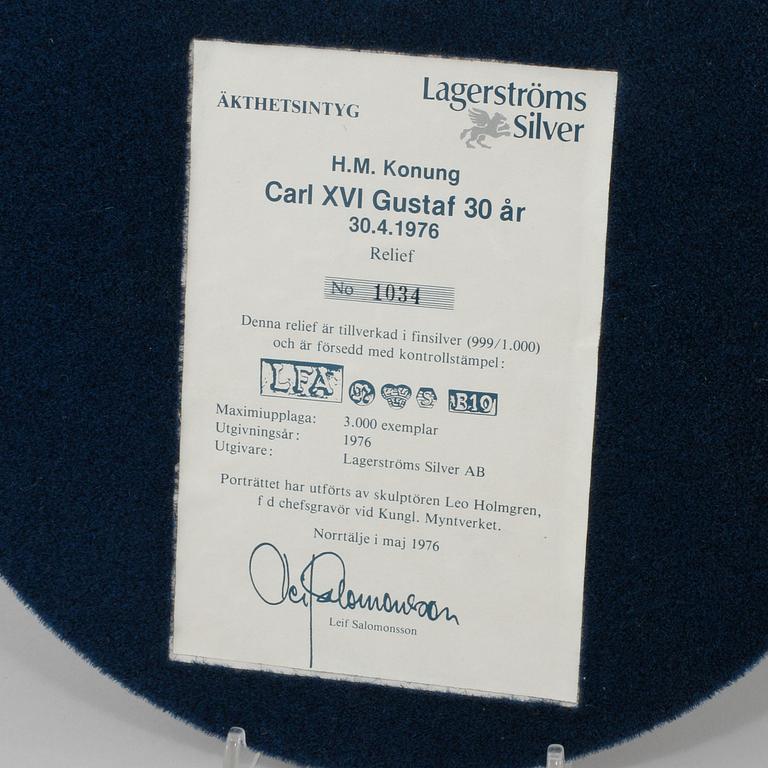 ÄKTHETSINTYG
Lagerströms
Silver
H.M. Konung
Carl XVI Gustaf 30 år
30.4.1976
Relief
No 1034
Denna relief är tillverkad i finsilver (999/1.000)
och är försedd med kontrollstämpel:
LFA S B10
Maximiupplaga: 3.000 exemplar
Utgivningsår: 1976
Utgivare: Lagerströms Silver AB
Porträttet har utförts av skulptören Leo Holmgren,
f d chefsgravör vid Kungl. Myntverket.
Norrtälje i maj 1976
Leif Salomonsson
Leif Salomonsson